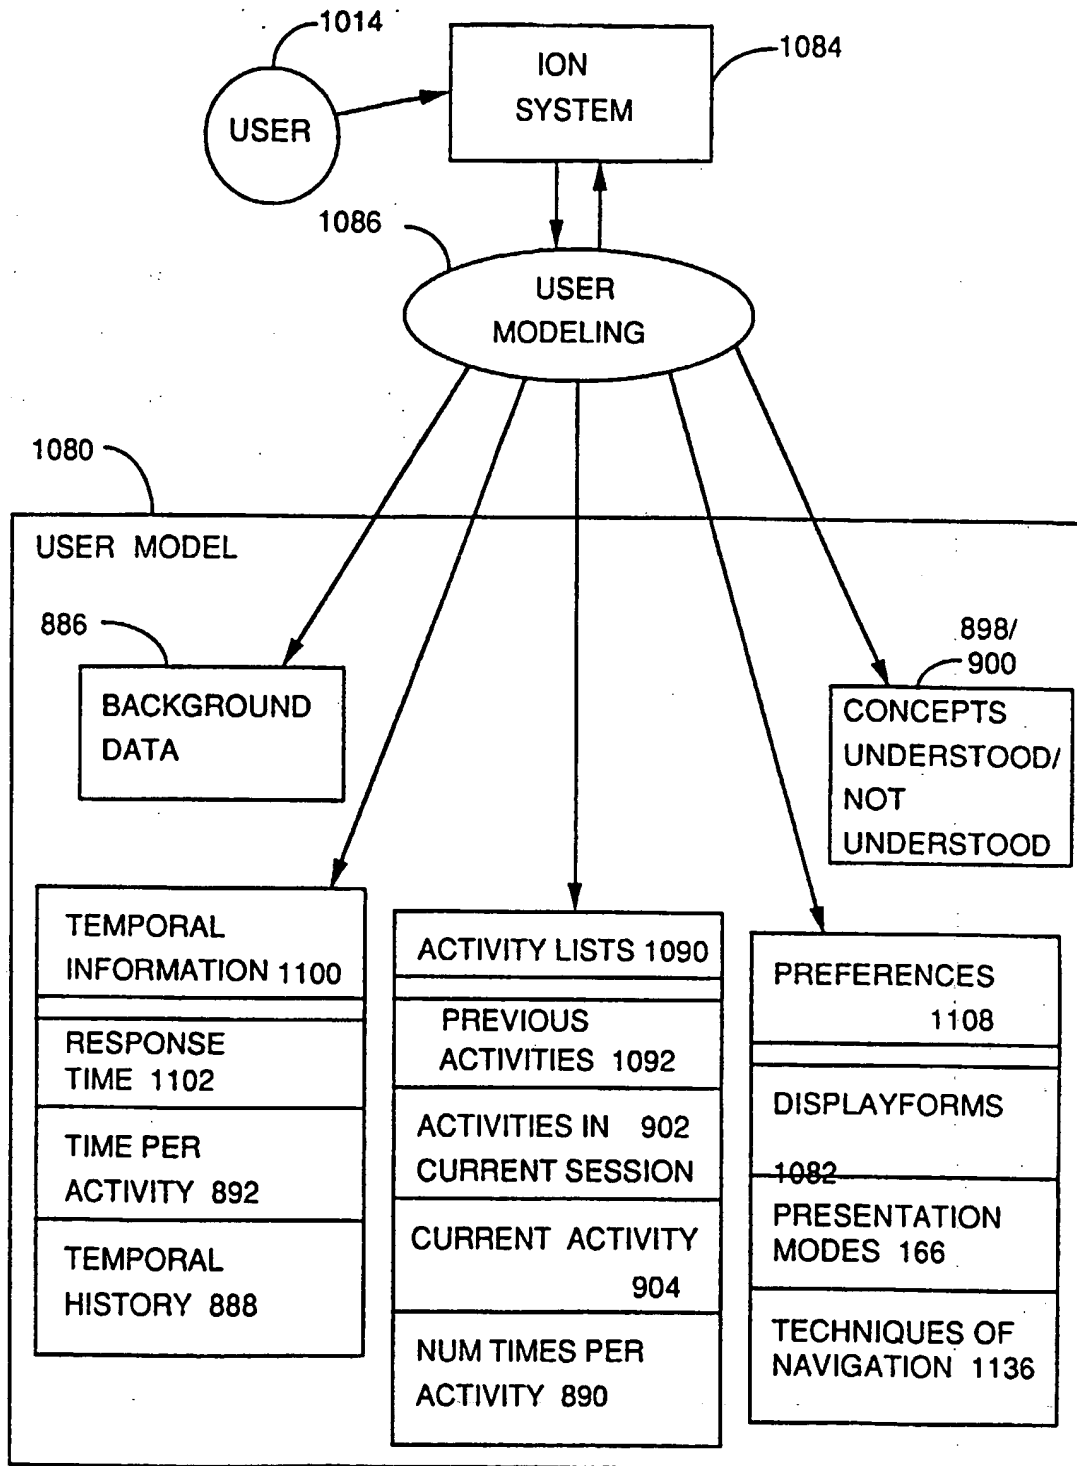 1014
ION
SYSTEM
1084
USER
1086
USER
MODELING
1080
USER MODEL
886
BACKGROUND
DATA
898/
900
CONCEPTS
UNDERSTOOD/
NOT
UNDERSTOOD
TEMPORAL
INFORMATION 1100
RESPONSE
TIME 1102
TIME PER
ACTIVITY 892
TEMPORAL
HISTORY 888
ACTIVITY LISTS 1090
PREVIOUS
ACTIVITIES 1092
ACTIVITIES IN 902
CURRENT SESSION
CURRENT ACTIVITY
904
NUM TIMES PER
ACTIVITY 890
PREFERENCES
1108
DISPLAYFORMS
1082
PRESENTATION
MODES 166
TECHNIQUES OF
NAVIGATION 1136